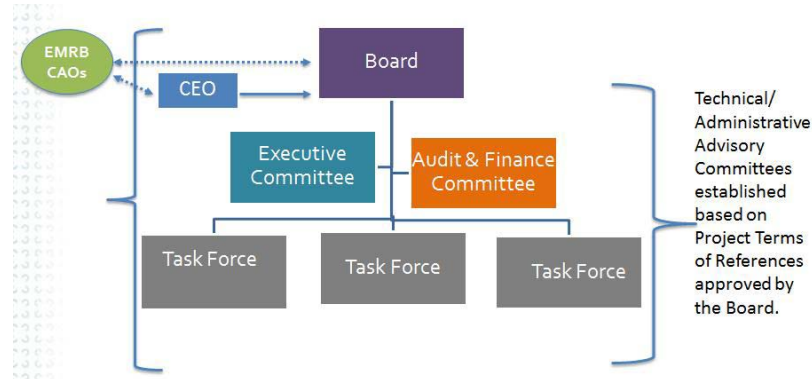 EMRB
CAOs
CEO
Board
Executive
Committee
Audit & Finance
Committee
Task Force
Task Force
Task Force
Technical/
Administrative
Advisory
Committees
established
based on
Project Terms
of References
approved by
the Board.